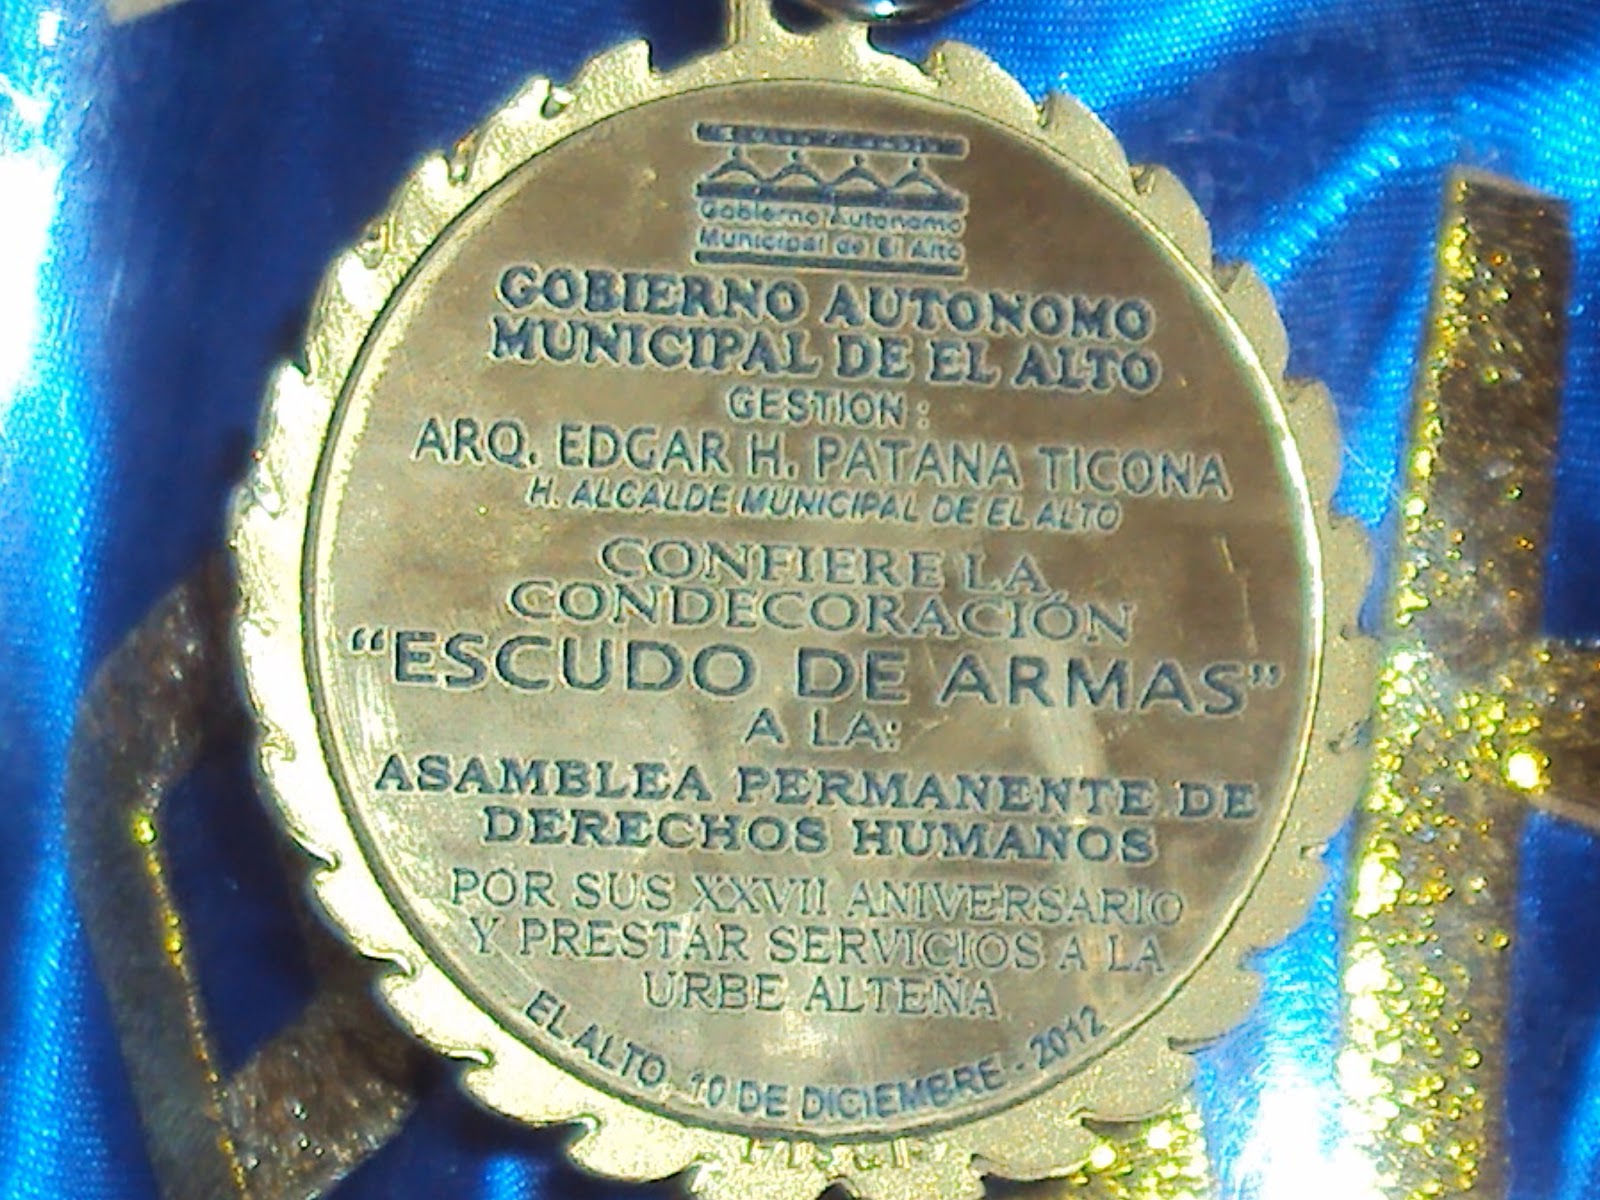 Gobierno Autonomo
Municipal de El Alto
GOBIERNO AUTONOMO
MUNICIPAL DE EL ALTO
GESTION :
ARQ. EDGAR H. PATANA TICONA
H. ALCALDE MUNICIPAL DE EL ALTO
CONFIERE LA
CONDECORACIÓN
“ESCUDO DE ARMAS”
A LA:
ASAMBLEA PERMANENTE DE
DERECHOS HUMANOS
POR SUS XXVII ANIVERSARIO
Y PRESTAR SERVICIOS A LA
URBE ALTEÑA
EL ALTO, 10 DE DICIEMBRE - 2012